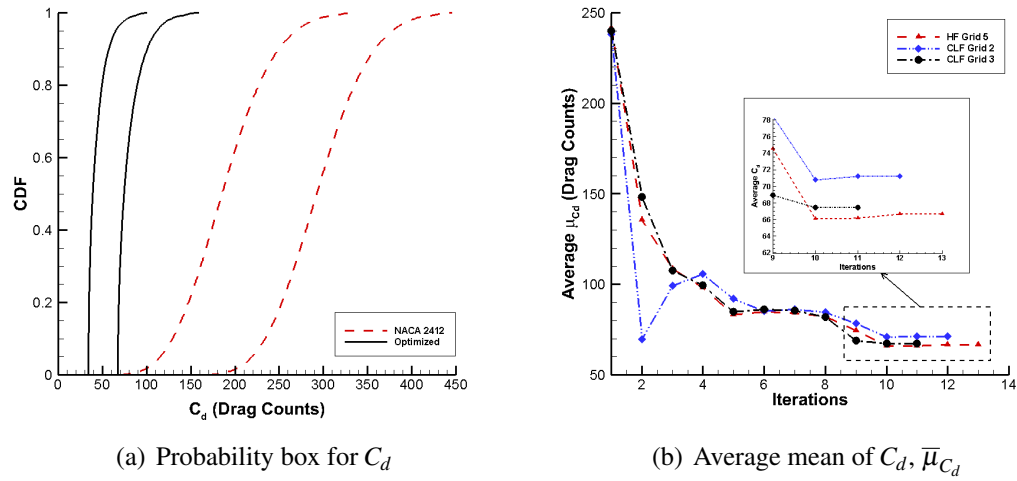 1
0.8
0.6
0.4
0.2
0
CDF
0 50 100 150 200 250 300 350 400 450
C_d (Drag Counts)
NACA 2412
Optimized
(a) Probability box for C_d
250
200
150
100
50
Average μ_Cd (Drag Counts)
2 4 6 8 10 12 14
Iterations
HF Grid 5
CLF Grid 2
CLF Grid 3
78
76
74
72
70
68
66
64
62
Average C_d
9 10 11 12 13
Iterations
(b) Average mean of C_d, μ̅_{C_d}